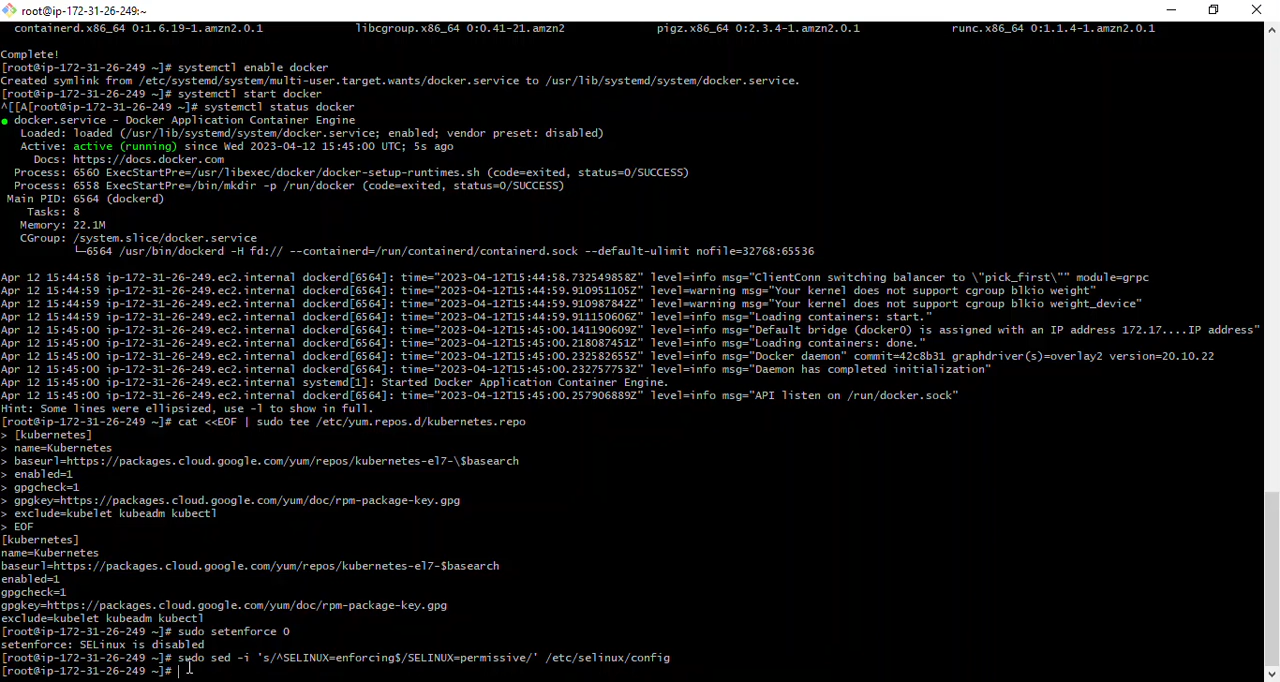 root@ip-172-31-26-249:~
containerd.x86_64 0:1.6.19-1.amzn2.0.1 libcgroup.x86_64 0:0.41-21.amzn2 pigz.x86_64 0:2.3.4-1.amzn2.0.1 runc.x86_64 0:1.1.4-1.amzn2.0.1
Complete!
[root@ip-172-31-26-249 ~]# systemctl enable docker
Created symlink from /etc/systemd/system/multi-user.target.wants/docker.service to /usr/lib/systemd/system/docker.service.
[root@ip-172-31-26-249 ~]# systemctl start docker
^[[A[root@ip-172-31-26-249 ~]# systemctl status docker
● docker.service - Docker Application Container Engine
Loaded: loaded (/usr/lib/systemd/system/docker.service; enabled; vendor preset: disabled)
Active: active (running) since Wed 2023-04-12 15:45:00 UTC; 5s ago
Docs: https://docs.docker.com
Process: 6560 ExecStartPre=/usr/libexec/docker/docker-setup-runtimes.sh (code=exited, status=0/SUCCESS)
Process: 6558 ExecStartPre=/bin/mkdir -p /run/docker (code=exited, status=0/SUCCESS)
Main PID: 6564 (dockerd)
Tasks: 8
Memory: 22.1M
CGroup: /system.slice/docker.service
└─6564 /usr/bin/dockerd -H fd:// --containerd=/run/containerd/containerd.sock --default-ulimit nofile=32768:65536
Apr 12 15:44:58 ip-172-31-26-249.ec2.internal dockerd[6564]: time="2023-04-12T15:44:58.732549858Z" level=info msg="ClientConn switching balancer to \"pick_first\"" module=grpc
Apr 12 15:44:59 ip-172-31-26-249.ec2.internal dockerd[6564]: time="2023-04-12T15:44:59.910951105Z" level=warning msg="Your kernel does not support cgroup blkio weight"
Apr 12 15:44:59 ip-172-31-26-249.ec2.internal dockerd[6564]: time="2023-04-12T15:44:59.910987842Z" level=warning msg="Your kernel does not support cgroup blkio weight_device"
Apr 12 15:44:59 ip-172-31-26-249.ec2.internal dockerd[6564]: time="2023-04-12T15:44:59.911150606Z" level=info msg="Loading containers: start."
Apr 12 15:45:00 ip-172-31-26-249.ec2.internal dockerd[6564]: time="2023-04-12T15:45:00.141190609Z" level=info msg="Default bridge (docker0) is assigned with an IP address 172.17....IP address"
Apr 12 15:45:00 ip-172-31-26-249.ec2.internal dockerd[6564]: time="2023-04-12T15:45:00.218087451Z" level=info msg="Loading containers: done."
Apr 12 15:45:00 ip-172-31-26-249.ec2.internal dockerd[6564]: time="2023-04-12T15:45:00.223582655Z" level=info msg="Docker daemon" commit=42c8b31 graphdriver(s)=overlay2 version=20.10.22
Apr 12 15:45:00 ip-172-31-26-249.ec2.internal dockerd[6564]: time="2023-04-12T15:45:00.232757753Z" level=info msg="Daemon has completed initialization"
Apr 12 15:45:00 ip-172-31-26-249.ec2.internal systemd[1]: Started Docker Application Container Engine.
Apr 12 15:45:00 ip-172-31-26-249.ec2.internal dockerd[6564]: time="2023-04-12T15:45:00.257906889Z" level=info msg="API listen on /run/docker.sock"
Hint: Some lines were ellipsized, use -l to show in full.
[root@ip-172-31-26-249 ~]# cat <<EOF | sudo tee /etc/yum.repos.d/kubernetes.repo
> [kubernetes]
> name=Kubernetes
> baseurl=https://packages.cloud.google.com/yum/repos/kubernetes-el7-\$basearch
> enabled=1
> gpgcheck=1
> gpgkey=https://packages.cloud.google.com/yum/doc/rpm-package-key.gpg
> exclude=kubelet kubeadm kubectl
> EOF
[kubernetes]
name=Kubernetes
baseurl=https://packages.cloud.google.com/yum/repos/kubernetes-el7-$basearch
enabled=1
gpgcheck=1
gpgkey=https://packages.cloud.google.com/yum/doc/rpm-package-key.gpg
exclude=kubelet kubeadm kubectl
[root@ip-172-31-26-249 ~]# sudo setenforce 0
setenforce: SELinux is disabled
[root@ip-172-31-26-249 ~]# sudo sed -i 's/^SELINUX=enforcing$/SELINUX=permissive/' /etc/selinux/config
[root@ip-172-31-26-249 ~]#